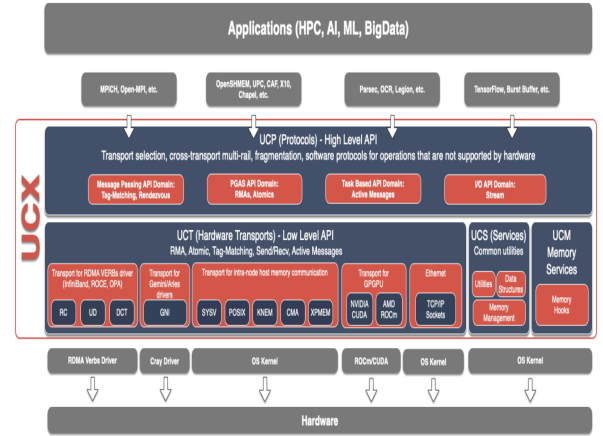 Applications (HPC, AI, ML, BigData)
MPICH, Open-MPI, etc.
OpenSHMEM, UPC, CAF, X10,
Chapel, etc.
Parsec, OCR, Legion, etc.
TensorFlow, Burst Buffer, etc.
UCX
UCP (Protocols) - High Level API
Transport selection, cross-transport multi-rail, fragmentation, software protocols for operations that are not supported by hardware
Message Passing API Domain:
Tag-Matching, Rendezvous
PGAS API Domain:
RMAs, Atomics
Task Based API Domain:
Active Messages
I/O API Domain:
Stream
UCT (Hardware Transports) - Low Level API
RMA, Atomic, Tag-Matching, Send/Recv, Active Messages
Transport for RDMA VERBs driver
(InfiniBand, ROCE, OPA)
RC
UD
DCT
Transport for
Gemini/Aries
drivers
GNI
Transport for intra-node host memory communication
SYSV
POSIX
KNEM
CMA
XPMEM
Transport for
GPGPU
NVIDIA
CUDA
AMD
ROCm
Ethernet
TCP/IP
Sockets
UCS (Services)
Common utilities
Utilities
Data
Structures
Memory
Management
UCM
Memory
Services
Memory
Hooks
RDMA Verbs Driver
Cray Driver
OS Kernel
ROCm/CUDA
OS Kernel
OS Kernel
Hardware